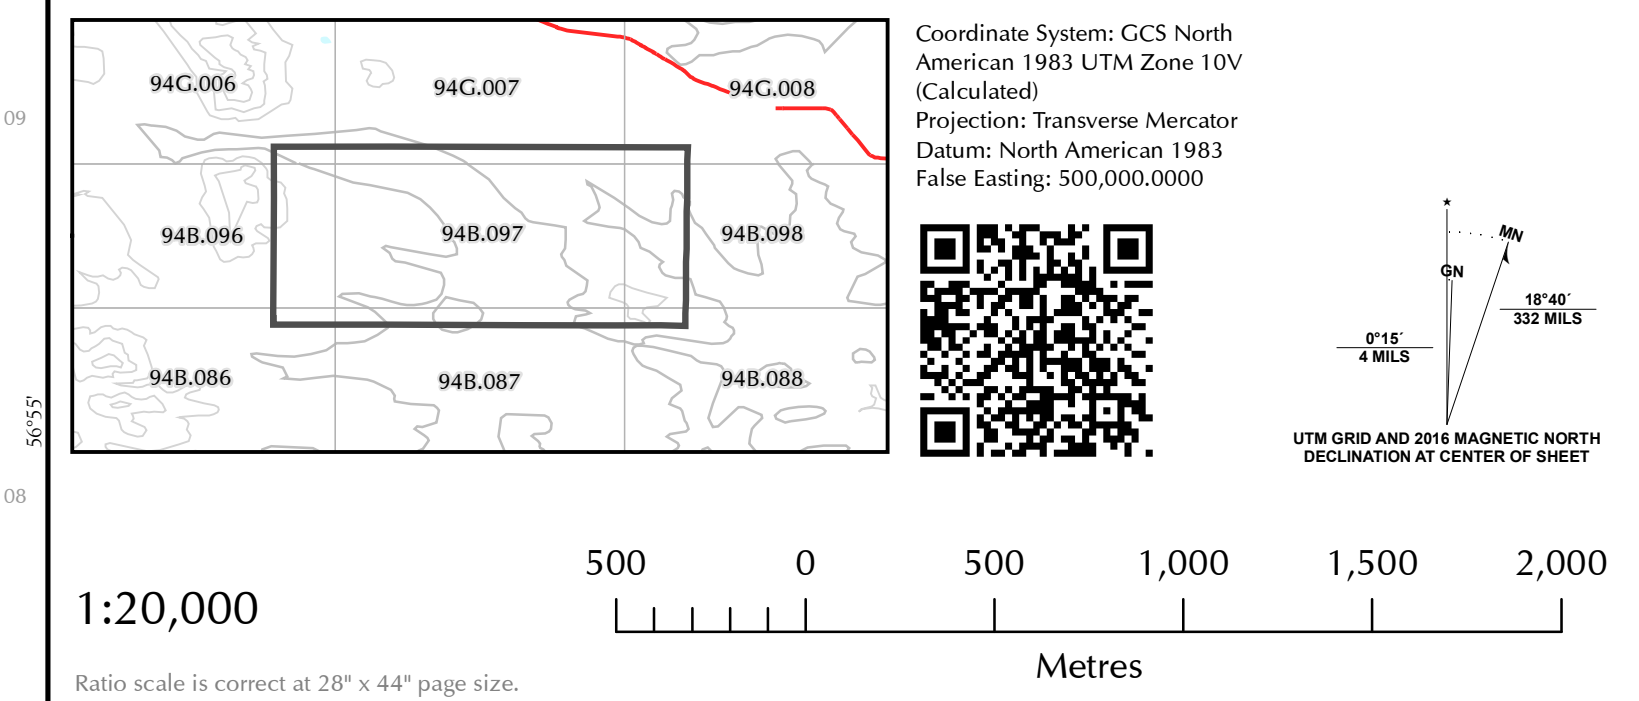 09
56°55'
08
94G.006
94G.007
94G.008
94B.096
94B.097
94B.098
94B.086
94B.087
94B.088
Coordinate System: GCS North
American 1983 UTM Zone 10V
(Calculated)
Projection: Transverse Mercator
Datum: North American 1983
False Easting: 500,000.0000
MN
GN
18°40´
332 MILS
0°15´
4 MILS
UTM GRID AND 2016 MAGNETIC NORTH
DECLINATION AT CENTER OF SHEET
500 0 500 1,000 1,500 2,000
1:20,000
Metres
Ratio scale is correct at 28" x 44" page size.